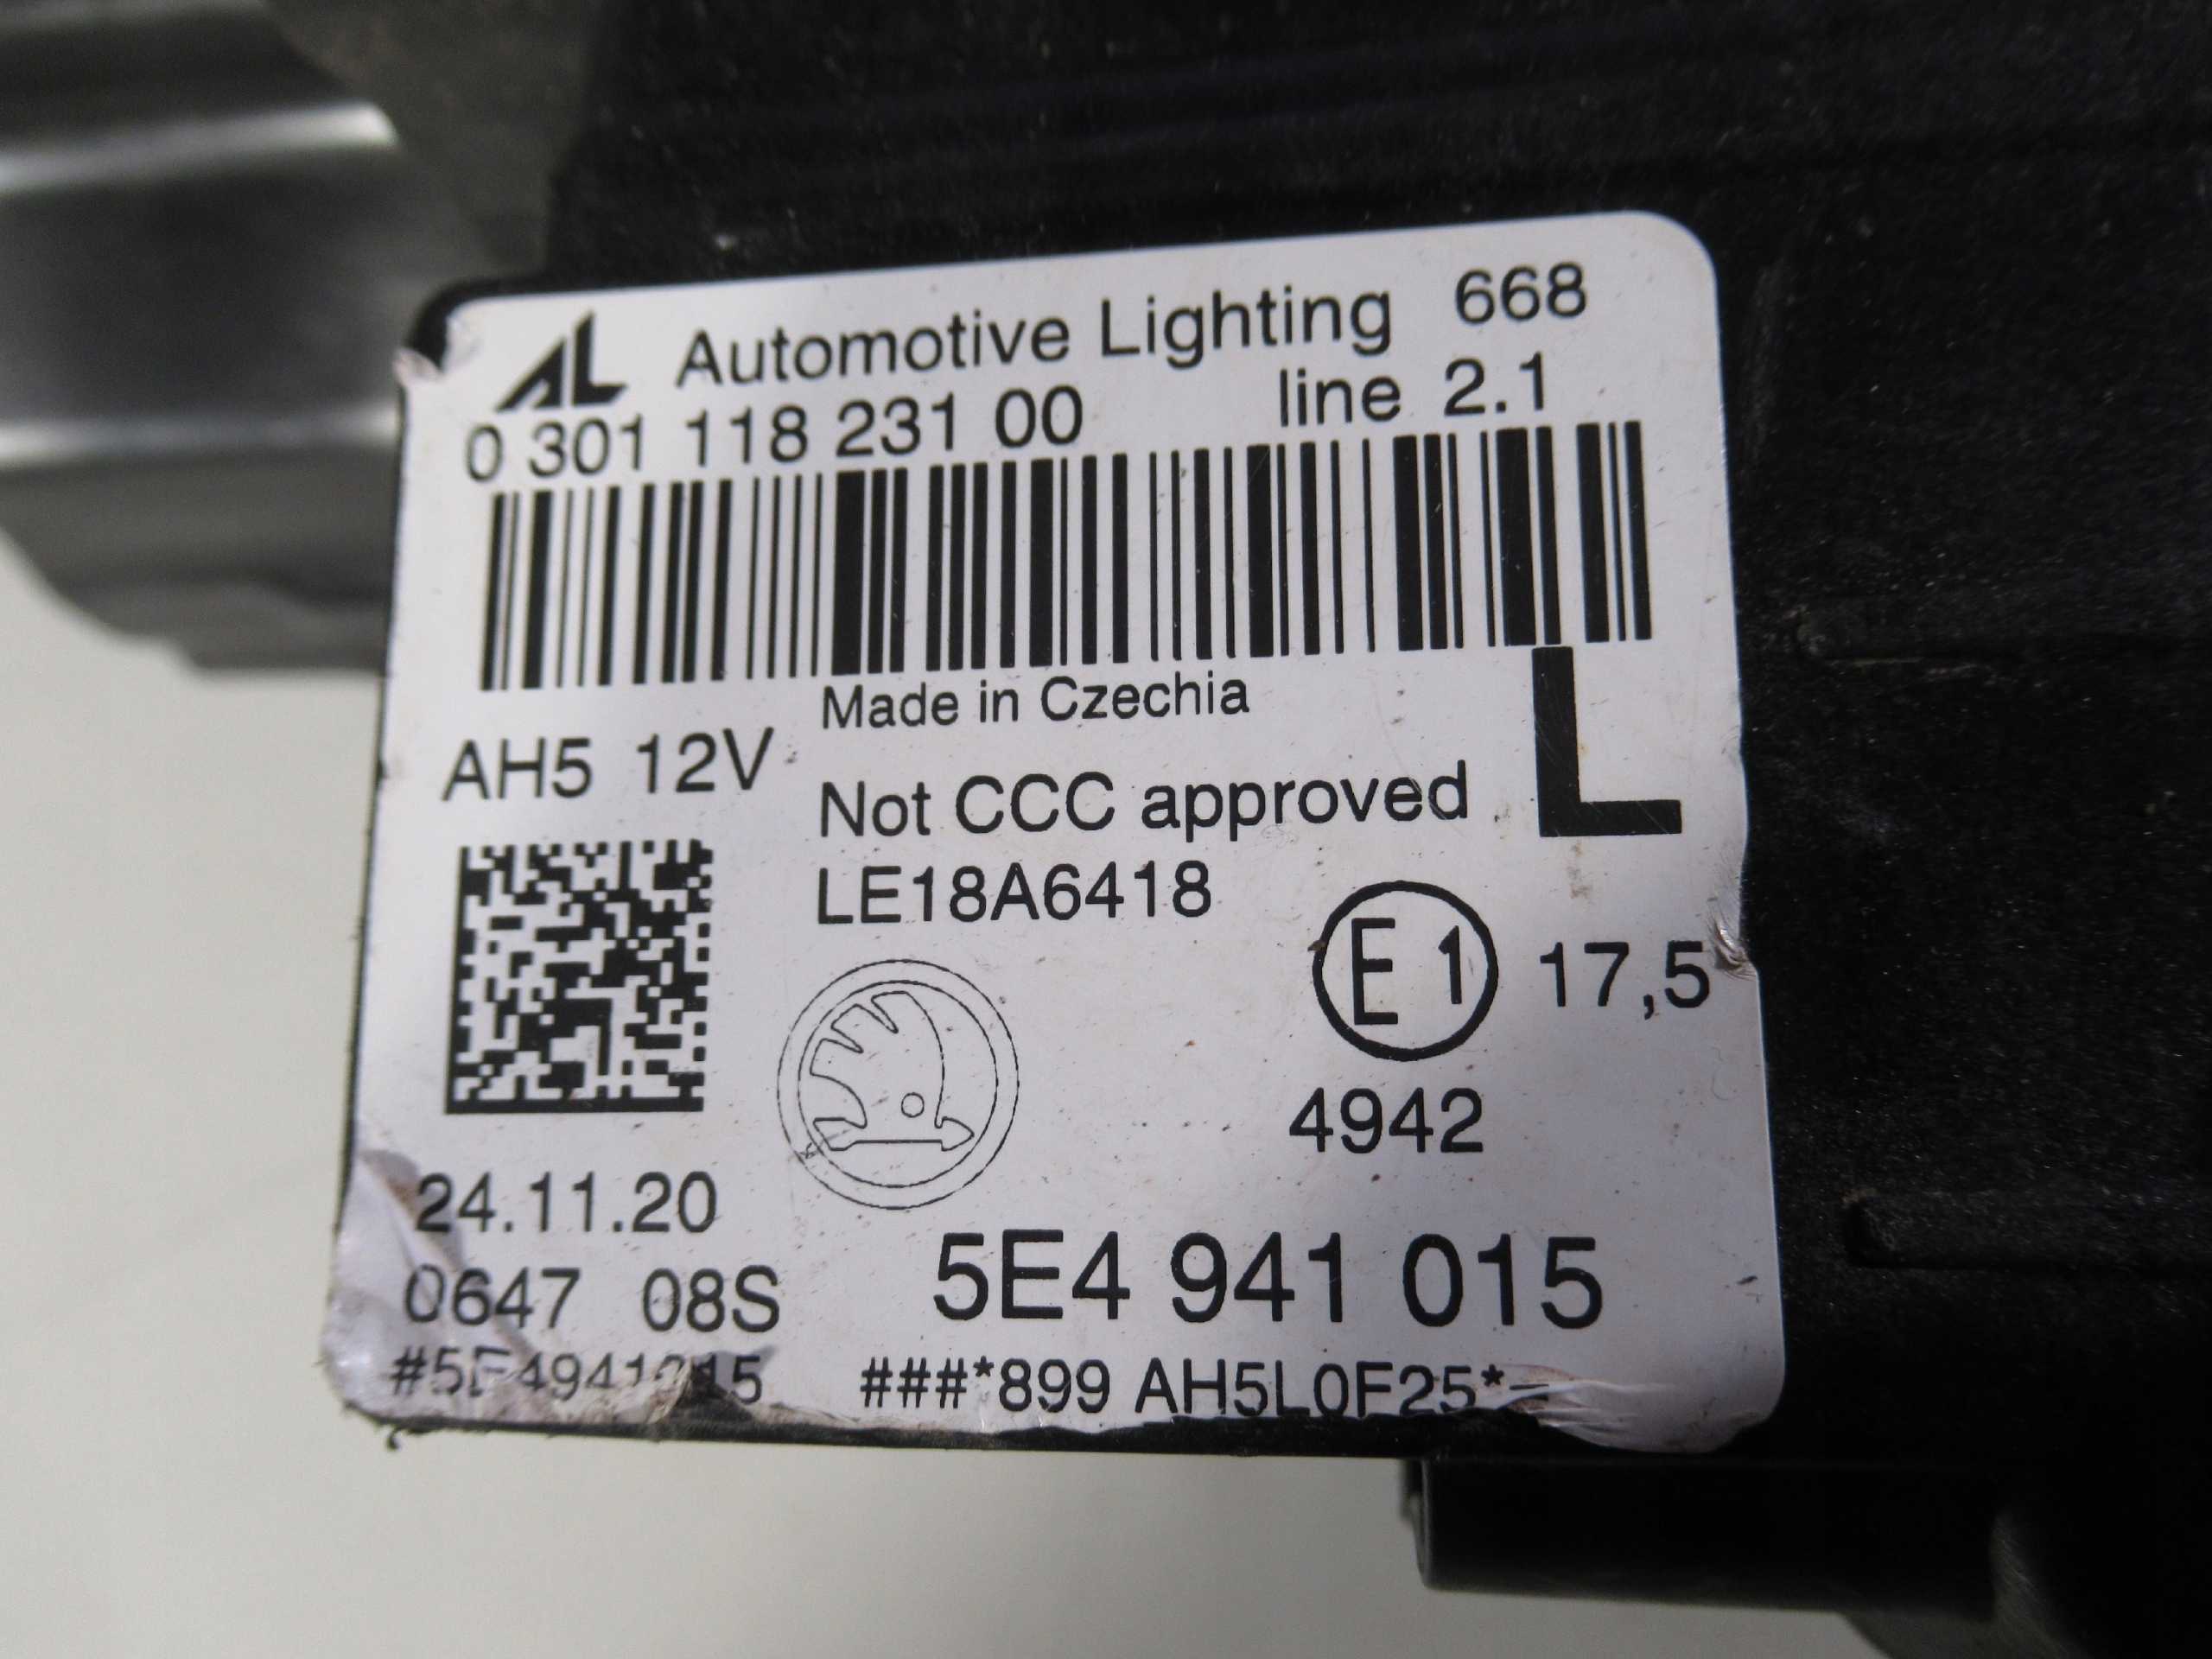 AL Automotive Lighting 668
0 301 118 231 00 line 2.1
Made in Czechia
AH5 12V
Not CCC approved L
LE18A6418
E1 17,5
4942
24.11.20
0647 08S
5E4 941 015
###*899 AH5L0F25*